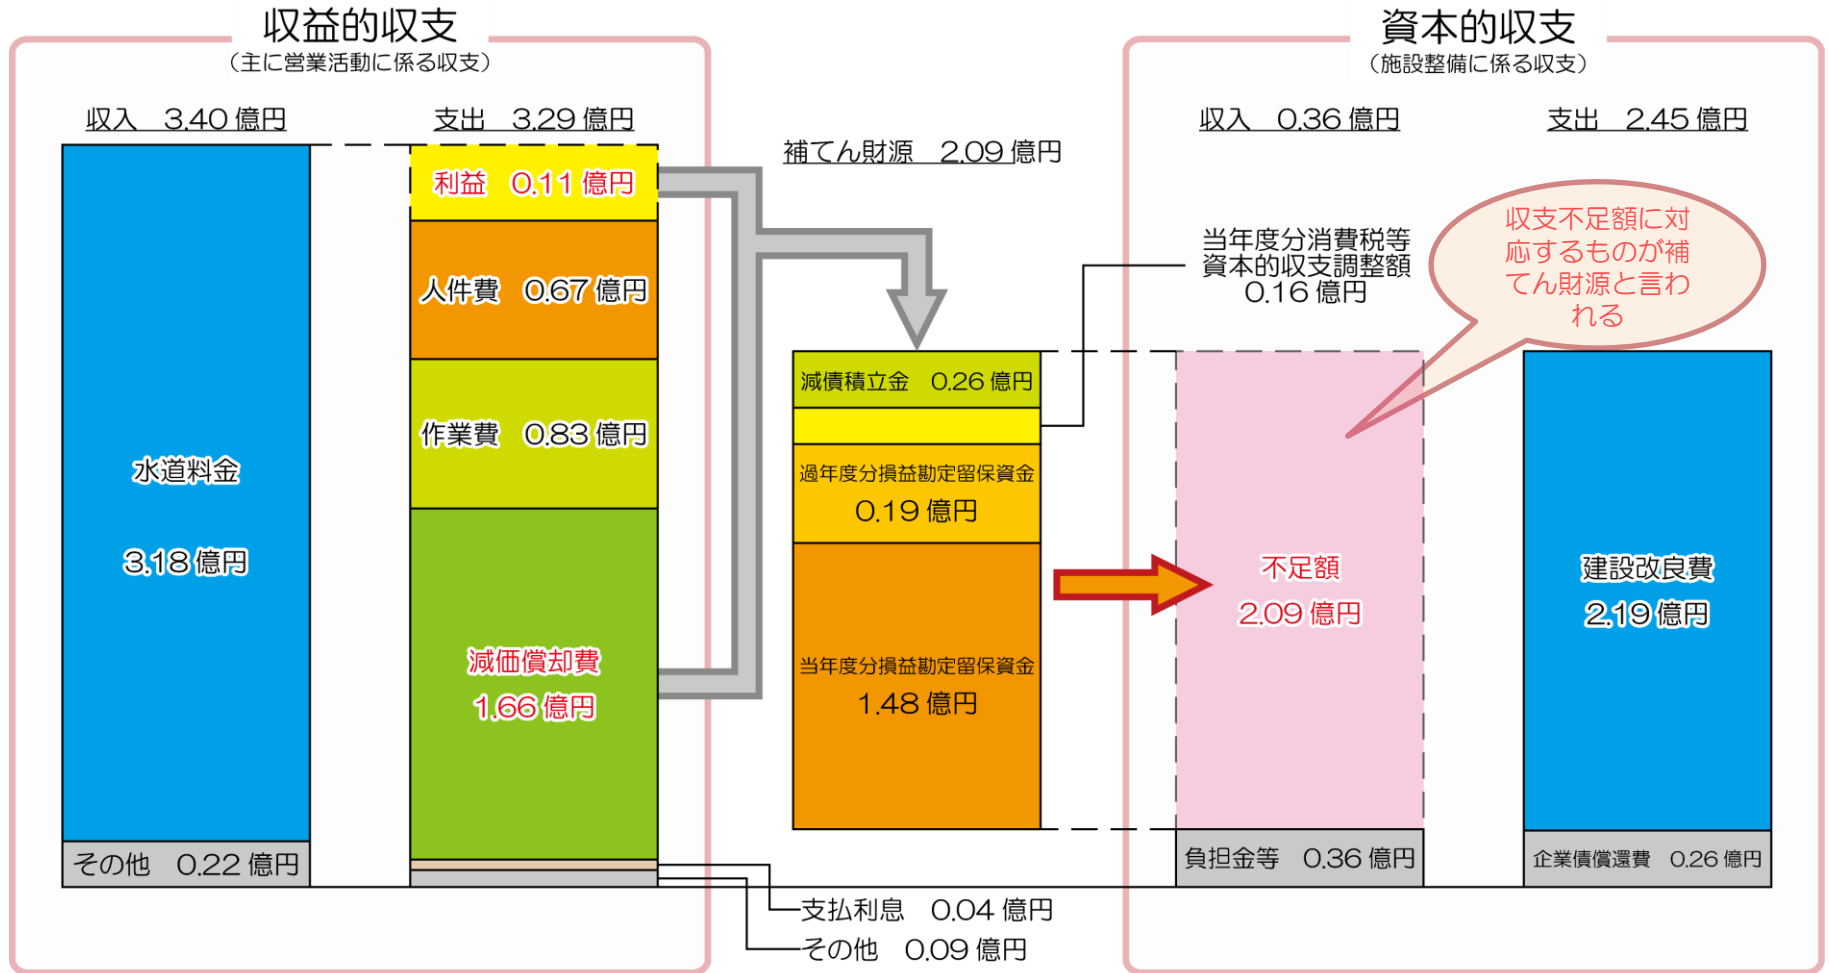 収益的収支
（主に営業活動に係る収支）
収入　3.40 億円
支出　3.29 億円
水道料金
3.18 億円
その他　0.22 億円
利益　0.11 億円
人件費　0.67 億円
作業費　0.83 億円
減価償却費
1.66 億円
支払利息　0.04 億円
その他　0.09 億円
補てん財源　2.09 億円
減債積立金　0.26 億円
当年度分消費税等
資本的収支調整額
0.16 億円
過年度分損益勘定留保資金
0.19 億円
当年度分損益勘定留保資金
1.48 億円
資本的収支
（施設整備に係る収支）
収入　0.36 億円
支出　2.45 億円
収支不足額に対
応するものが補
てん財源と言わ
れる
不足額
2.09 億円
負担金等　0.36 億円
建設改良費
2.19 億円
企業債償還費　0.26 億円